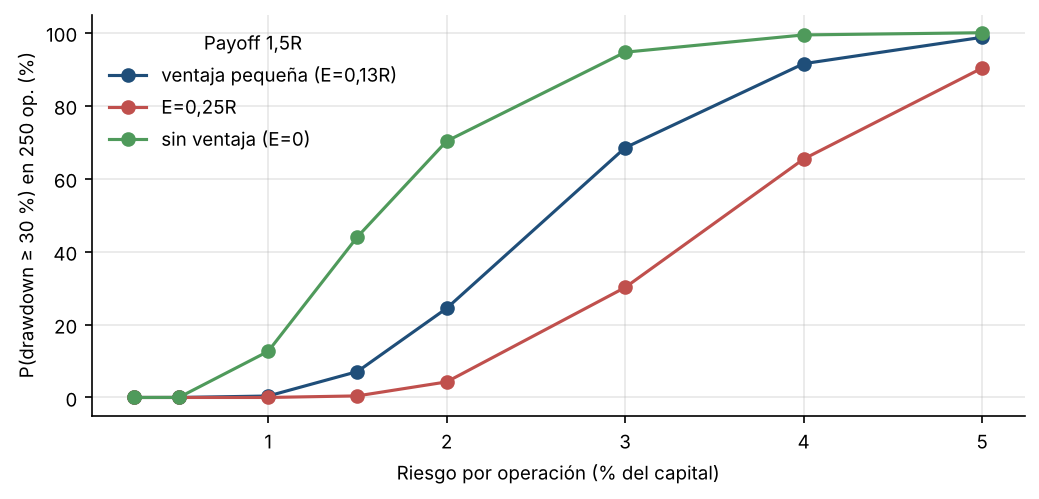 P(drawdown ≥ 30 %) en 250 op. (%)
100
80
60
40
20
0
Payoff 1,5R
ventaja pequeña (E=0,13R)
E=0,25R
sin ventaja (E=0)
1
2
3
4
5
Riesgo por operación (% del capital)